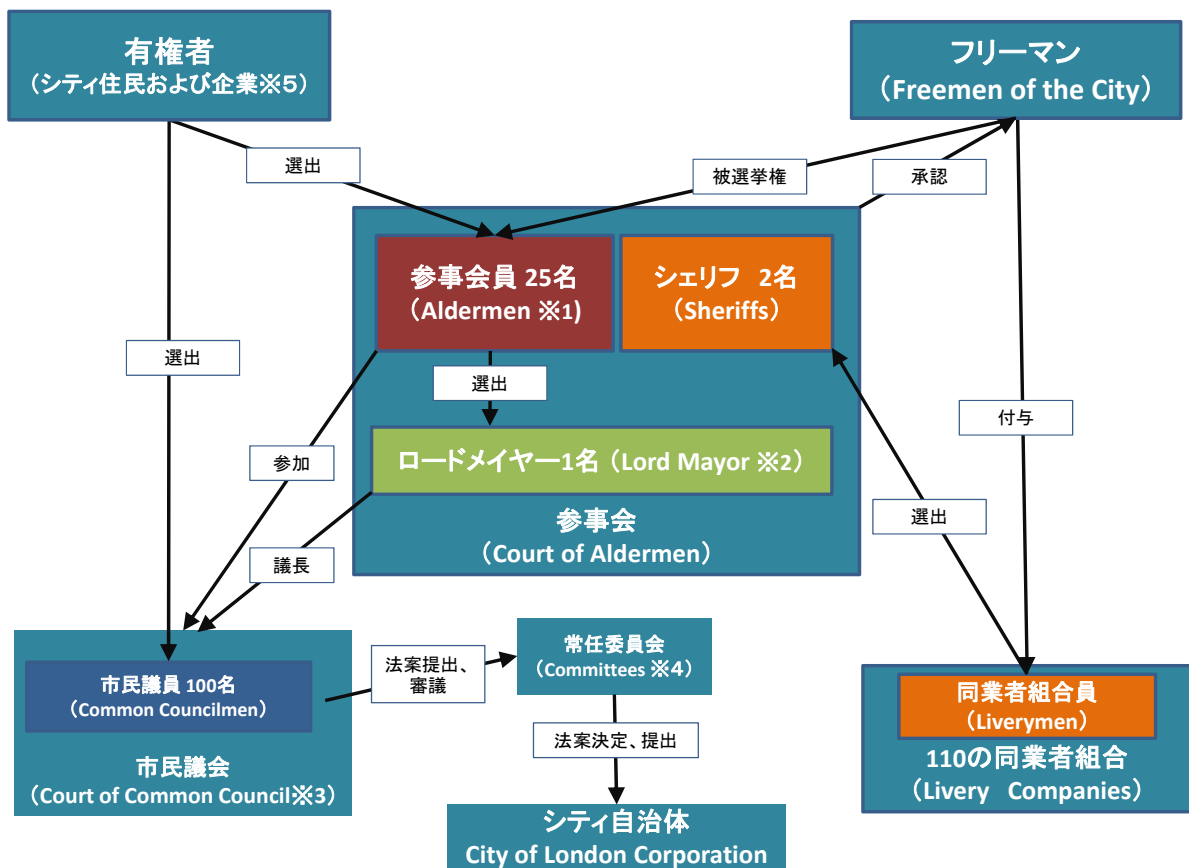 有権者
（シティ住民および企業※5）
フリーマン
（Freemen of the City）
選出
被選挙権
承認
参事会員 25名
（Aldermen ※1)
シェリフ 2名
（Sheriffs）
選出
選出
付与
参加
ロードメイヤー1名（Lord Mayor ※2）
参事会
（Court of Aldermen）
選出
議長
法案提出、
審議
常任委員会
（Committees ※4）
市民議員 100名
（Common Councilmen）
市民議会
（Court of Common Council※3）
法案決定、提出
同業者組合員
（Liverymen）
110の同業者組合
（Livery Companies）
シティ自治体
City of London Corporation